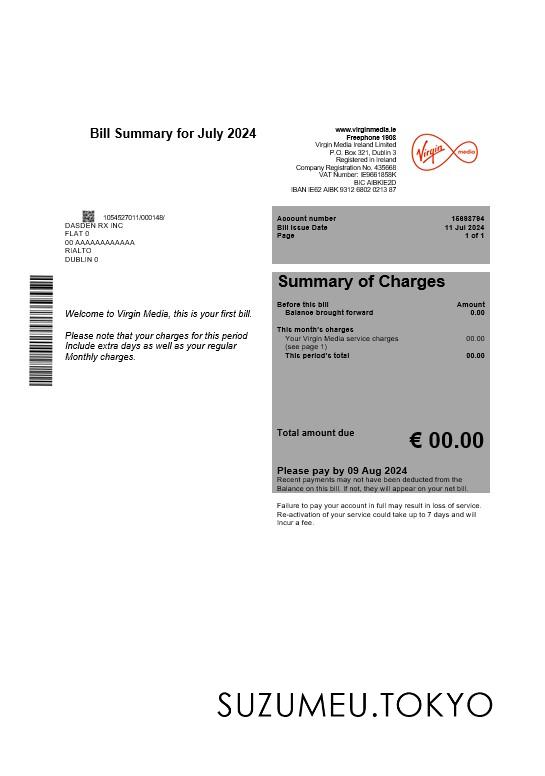 Bill Summary for July 2024
www.virginmedia.ie
Freephone 1908
Virgin Media Ireland Limited
P.O. Box 321, Dublin 3
Registered in Ireland
Company Registration No. 435668
VAT Number: IE9661858K
BIC AIBKIE2D
IBAN IE62 AIBK 9312 6802 0213 87
Virgin media
1054527011/000148/
DASDEN RX INC
FLAT 0
00 AAAAAAAAAAAA
RIALTO
DUBLIN 0
Account number 15893794
Bill Issue Date 11 Jul 2024
Page 1 of 1
Summary of Charges
Before this bill Amount
Balance brought forward 0.00
This month's charges
Your Virgin Media service charges 00.00
(see page 1)
This period's total 00.00
Welcome to Virgin Media, this is your first bill.
Please note that your charges for this period
Include extra days as well as your regular
Monthly charges.
Total amount due € 00.00
Please pay by 09 Aug 2024
Recent payments may not have been deducted from the
Balance on this bill. If not, they will appear on your net bill.
Failure to pay your account in full may result in loss of service.
Re-activation of your service could take up to 7 days and will
Incur a fee.
SUZUMEU.TOKYO